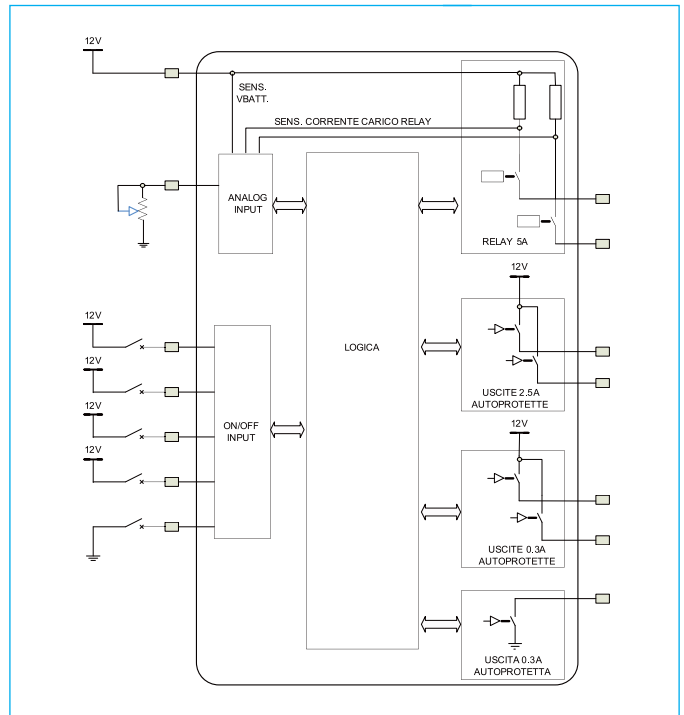 12V
SENS.
VBATT.
SENS. CORRENTE CARICO RELAY
ANALOG
INPUT
RELAY 5A
12V
12V
LOGICA
12V
USCITE 2.5A
AUTOPROTETTE
12V
ON/OFF
INPUT
12V
12V
USCITE 0.3A
AUTOPROTETTE
USCITA 0.3A
AUTOPROTETTA